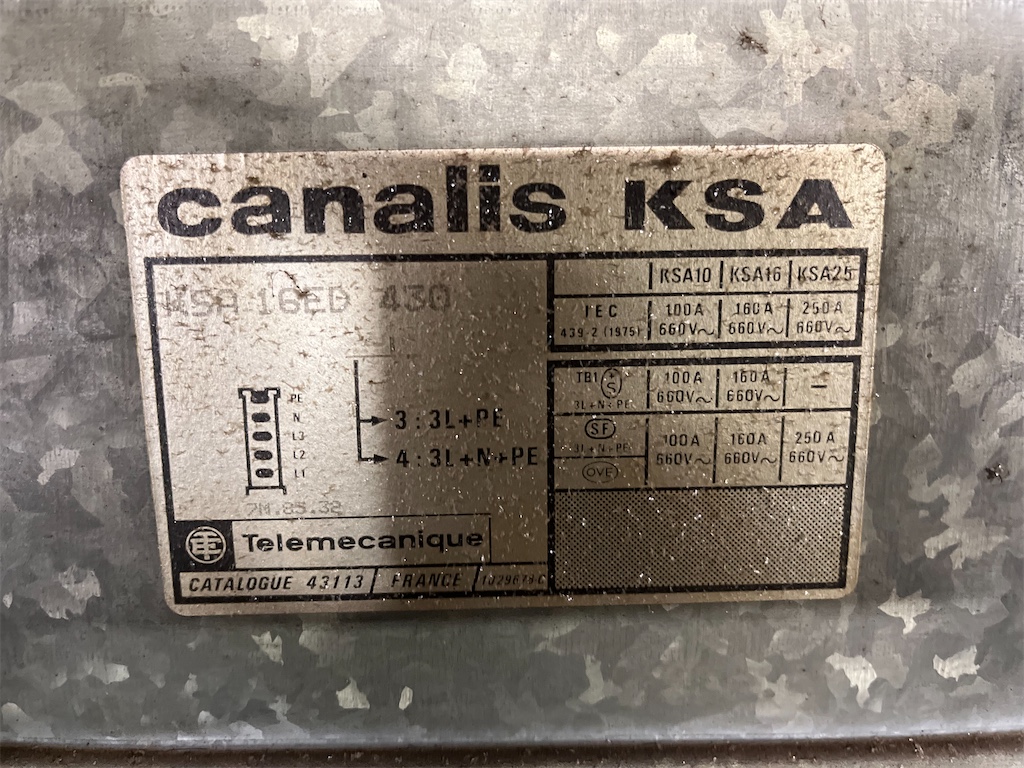 canalis KSA
KSA 16ED 430
PE
N
L3
L2
L1
3 : 3L+PE
4 : 3L+N+PE
7M.85.32
Telemecanique
CATALOGUE 43113 FRANCE
KSA10 KSA16 KSA25
IEC 439-2 (1975) 100A 660V~ 160A 660V~ 250A 660V~
TB1 S 3L+N+PE 100A 660V~ 160A 660V~ —
SF 3L+N+PE 100A 660V~ 160A 660V~ 250A 660V~
OVE